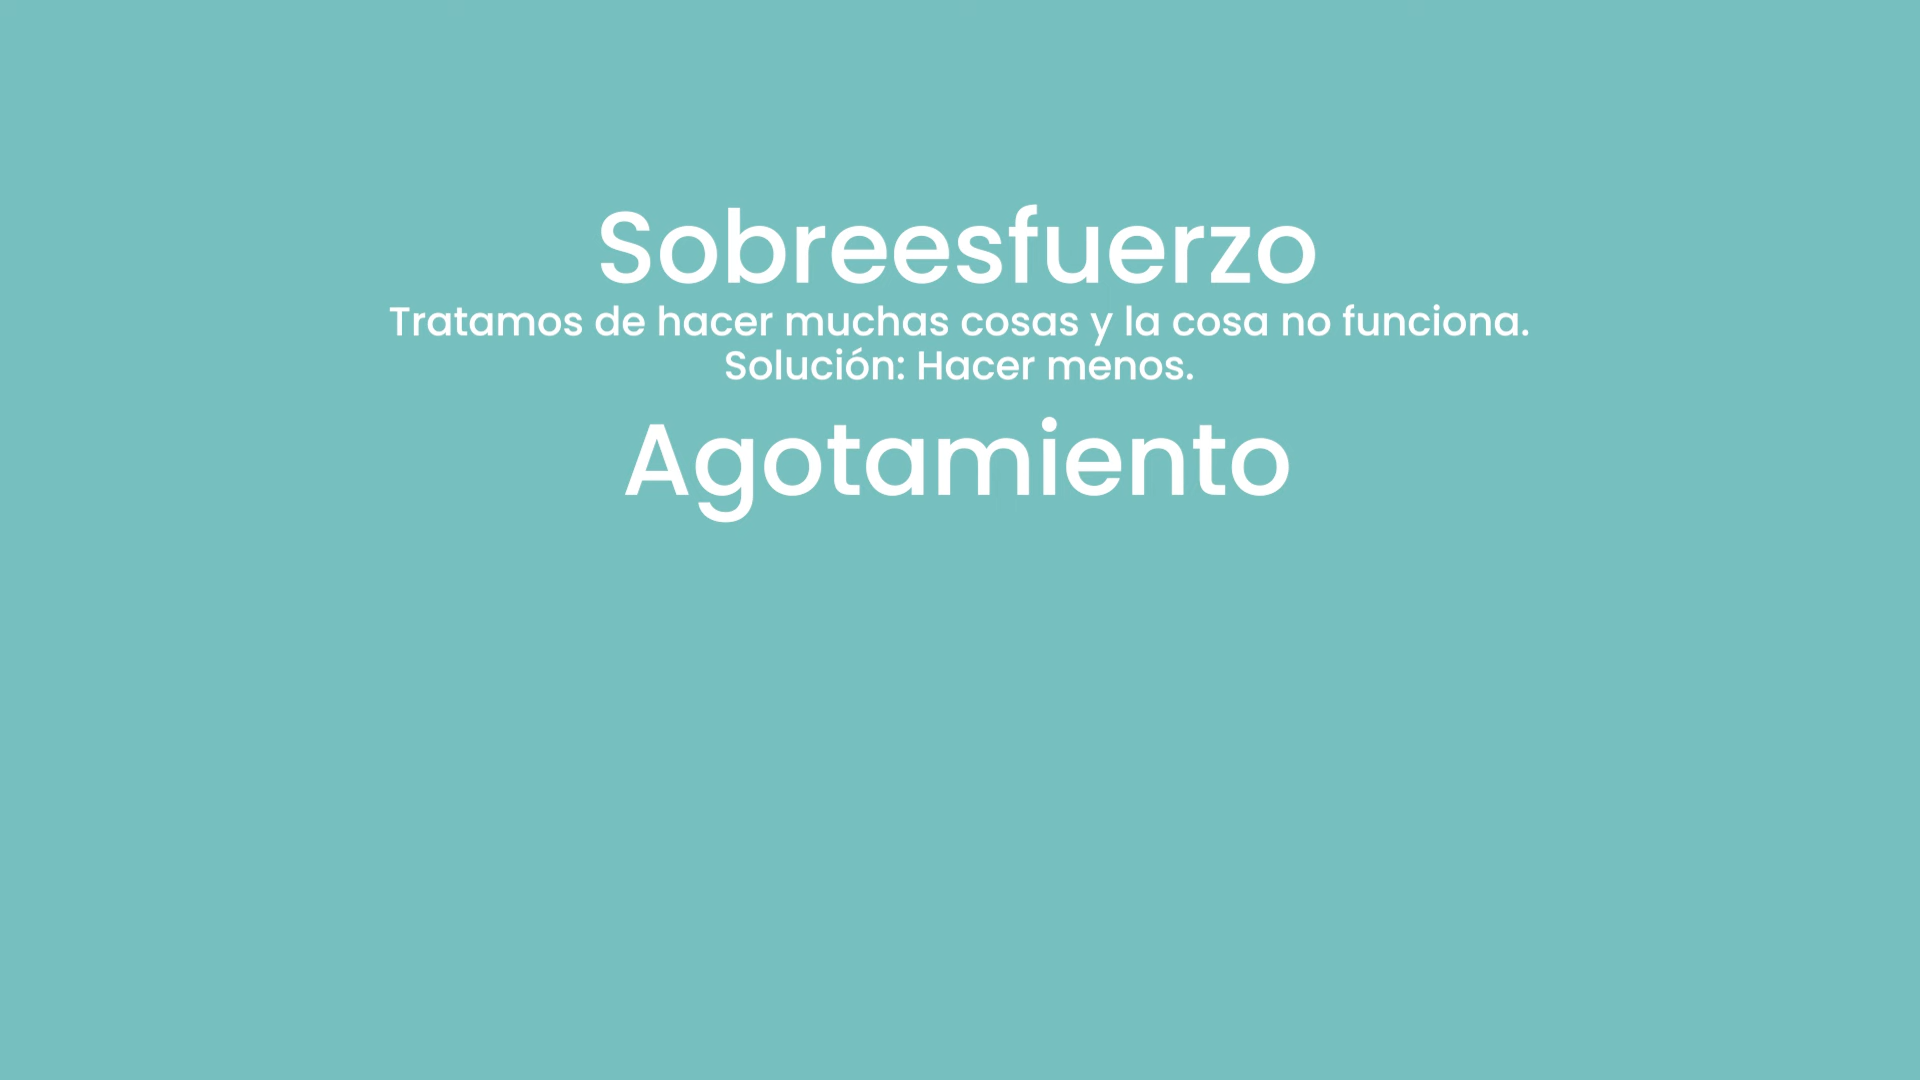 Sobreesfuerzo
Tratamos de hacer muchas cosas y la cosa no funciona.
Solución: Hacer menos.
Agotamiento